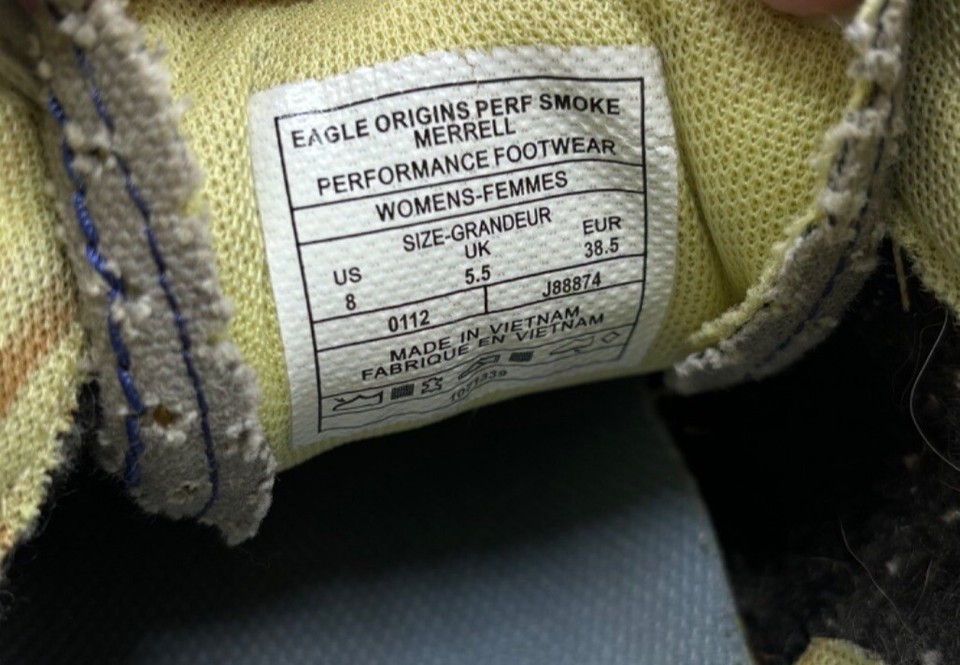 EAGLE ORIGINS PERF SMOKE
MERRELL
PERFORMANCE FOOTWEAR
WOMENS-FEMMES
SIZE-GRANDEUR
US UK EUR
8 5.5 38.5
0112 J88874
MADE IN VIETNAM
FABRIQUE EN VIETNAM